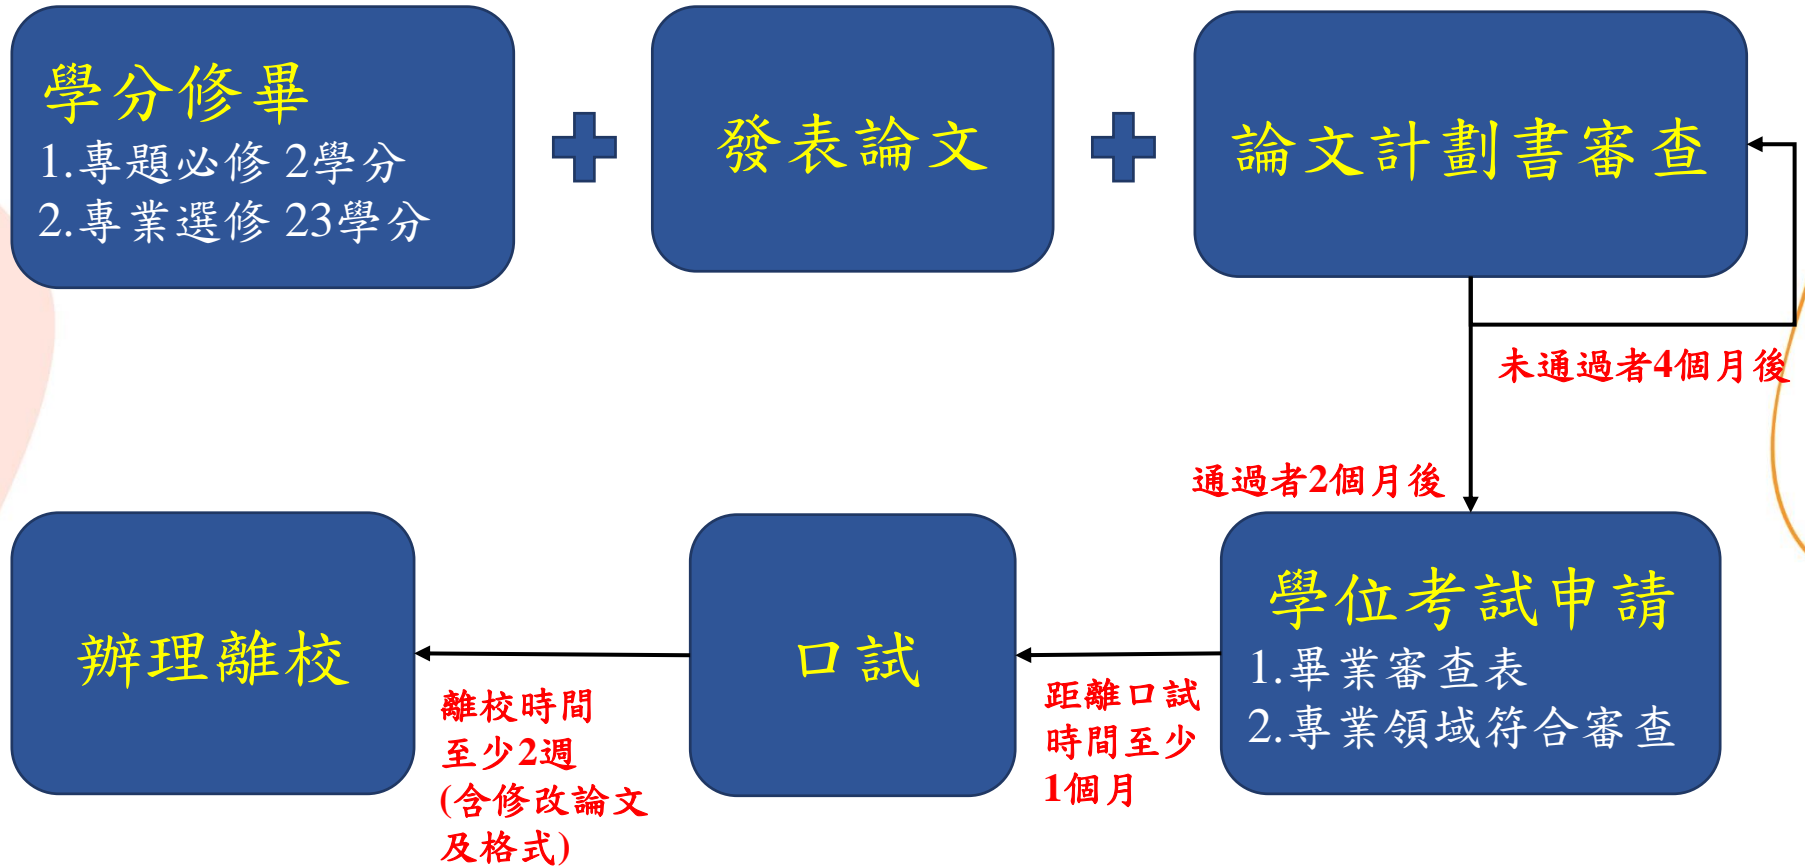 學分修畢
1.專題必修 2學分
2.專業選修 23學分
發表論文
論文計劃書審查
未通過者4個月後
通過者2個月後
學位考試申請
1.畢業審查表
2.專業領域符合審查
距離口試
時間至少
1個月
口試
離校時間
至少2週
(含修改論文
及格式)
辦理離校